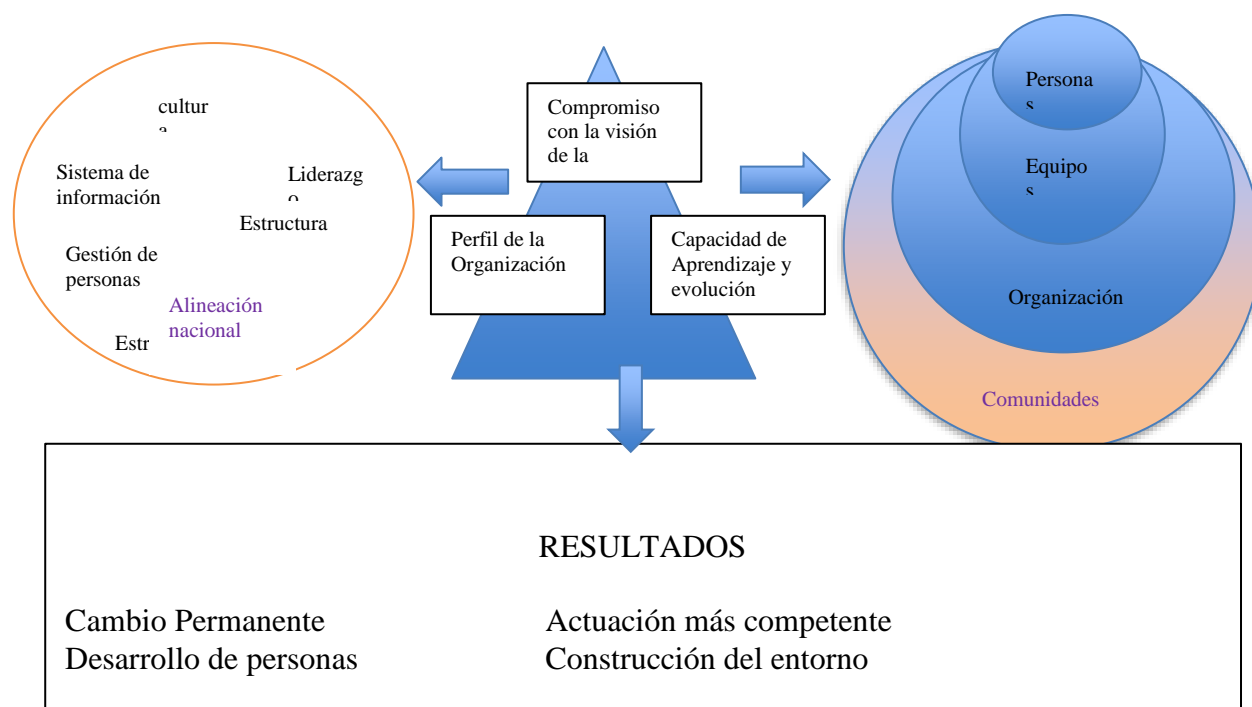 cultur
a
Sistema de
información
Liderazg
o
Estructura
Gestión de
personas
Alineación
nacional
Estr
Compromiso
con la visión
de la
Perfil de la
Organización
Capacidad de
Aprendizaje y
evolución
Persona
s
Equipo
s
Organización
Comunidades
RESULTADOS
Cambio Permanente
Actuación más competente
Desarrollo de personas
Construcción del entorno